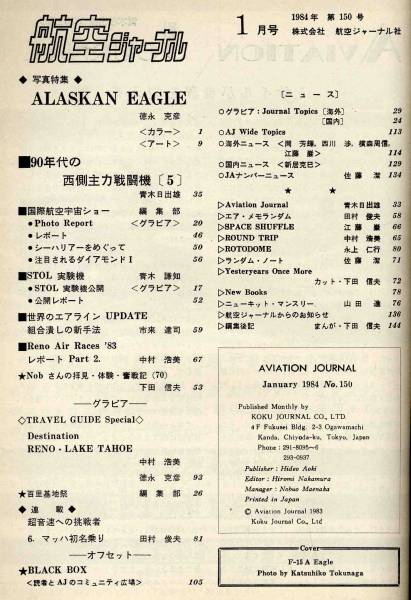 航空ジャーナル
1月号
1984年 第150号
株式会社 航空ジャーナル社
◆ 写真特集 ◆
ALASKAN EAGLE
徳永 克彦
＜カラー＞ 1
＜アート＞ 9
■90年代の
西側主力戦闘機〔5〕
青木日出雄 35
■国際航空宇宙ショー 編集部
●Photo Report ＜グラビア＞ 20
●レポート 46
●シーハリアーをめぐって 50
●注目されるダイアモンドⅠ 56
■STOL 実験機 青木 謙知
●STOL 実験機公開 ＜グラビア＞ 17
●公開レポート 52
■世界のエアライン UPDATE
組合潰しの新手法 市来 達司 59
■Reno Air Races '83
レポート Part 2. 中村 浩美 67
★Nob さんの拝見・体験・奮戦記 (70)
下田 信夫 53
―グラビア―
◇TRAVEL GUIDE Special◇
Destination
RENO・LAKE TAHOE
中村 浩美
徳永 克彦 93
★百里基地祭 編集部 26
◆ 連載 ◆
超音速への挑戦者
6. マッハ初名乗り 田村 俊夫 81
―オフセット―
★BLACK BOX
＜読者とAJのコミュニティ広場＞ 105
〔ニュース〕
○グラビア：Journal Topics〔海外〕 29
〔国内〕 24
○AJ Wide Topics 113
○海外ニュース ＜関 芳輝, 西川 渉, 横森周信,
江藤 巌＞ 114
○国内ニュース ＜新居克巳＞ 129
○JAナンバーニュース 佐藤 潔 134
★ ★
▷Aviation Journal 青木日出雄 33
▷エア・メモランダム 田村 俊夫 58
▷SPACE SHUFFLE 江藤 巌 66
▷ROUND TRIP 中村 浩美 65
▷ROTODOME 永上 仁行 80
▷ランダム・ノート 佐藤 潔 71
▷Yesteryears Once More
カット・下田 信夫 72
▷New Books 78
▷ニューキット・マンスリー 山田 進 76
▷航空ジャーナルからのお知らせ 136
▷編集後記 まんが・下田 信夫 144
AVIATION JOURNAL
January 1984 No.150
Published Monthly by
KOKU JOURNAL CO., LTD.
4F Fukusei Bldg. 2-3 Ogawamachi
Kanda, Chiyoda-ku, Tokyo, Japan
Phone : 291-8095～6
293-0937
Publisher : Hideo Aoki
Editor : Hiromi Nakamura
Manager : Nobuo Maenaka
Printed in Japan
© Aviation Journal 1983
Koku Journal Co., Ltd
Cover
F-15 A Eagle
Photo by Katsuhiko Tokunaga